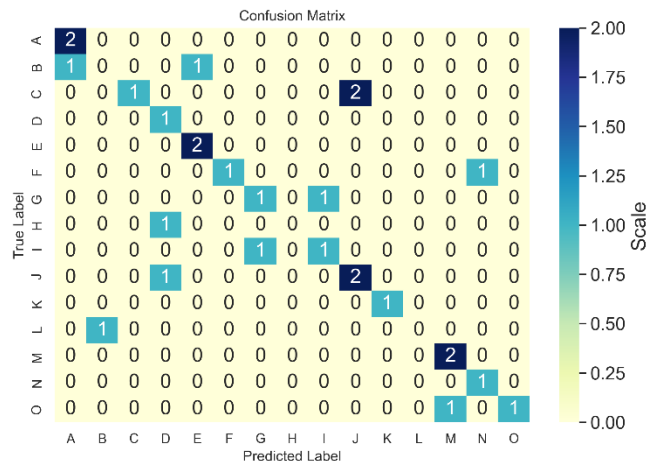 Confusion Matrix
A 2 0 0 0 0 0 0 0 0 0 0 0 0 0 0
B 1 0 0 0 1 0 0 0 0 0 0 0 0 0 0
C 0 0 1 0 0 0 0 0 0 2 0 0 0 0 0
D 0 0 0 1 0 0 0 0 0 0 0 0 0 0 0
E 0 0 0 0 2 0 0 0 0 0 0 0 0 0 0
F 0 0 0 0 0 1 0 0 0 0 0 0 0 1 0
G 0 0 0 0 0 0 1 0 1 0 0 0 0 0 0
H 0 0 0 1 0 0 0 0 0 0 0 0 0 0 0
I 0 0 0 0 0 0 1 0 1 0 0 0 0 0 0
J 0 0 0 1 0 0 0 0 0 2 0 0 0 0 0
K 0 0 0 0 0 0 0 0 0 0 1 0 0 0 0
L 0 1 0 0 0 0 0 0 0 0 0 0 0 0 0
M 0 0 0 0 0 0 0 0 0 0 0 0 2 0 0
N 0 0 0 0 0 0 0 0 0 0 0 0 0 1 0
O 0 0 0 0 0 0 0 0 0 0 0 0 1 0 1
A B C D E F G H I J K L M N O
Predicted Label
True Label
2.00
1.75
1.50
1.25
1.00
0.75
0.50
0.25
0.00
Scale